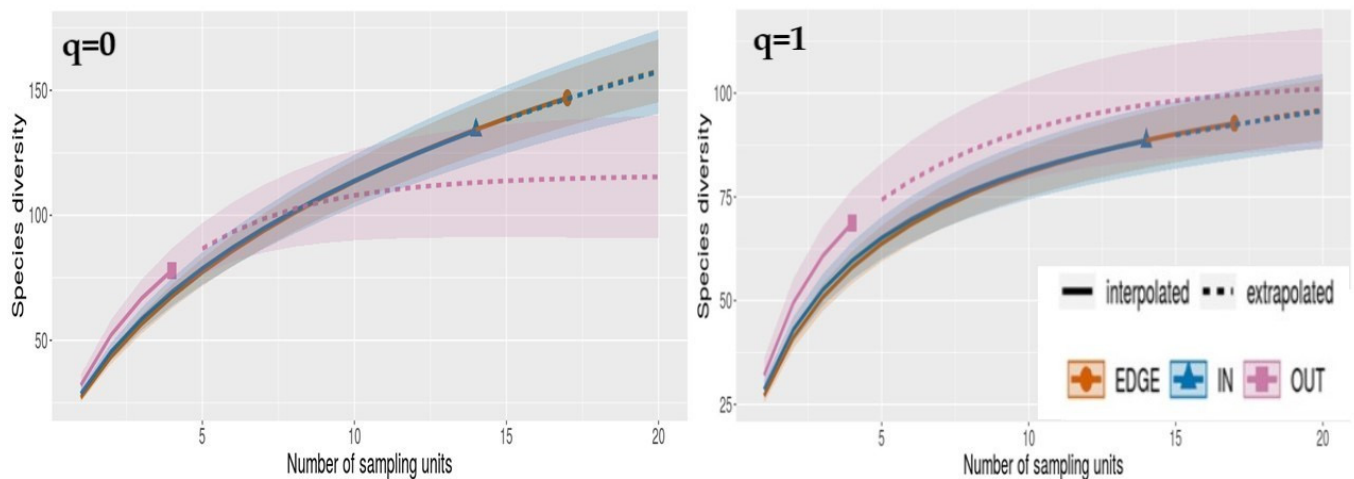 q=0
Species diversity
150
100
50
5
10
15
20
Number of sampling units
q=1
Species diversity
100
75
50
25
5
10
15
20
Number of sampling units
interpolated extrapolated
EDGE IN OUT